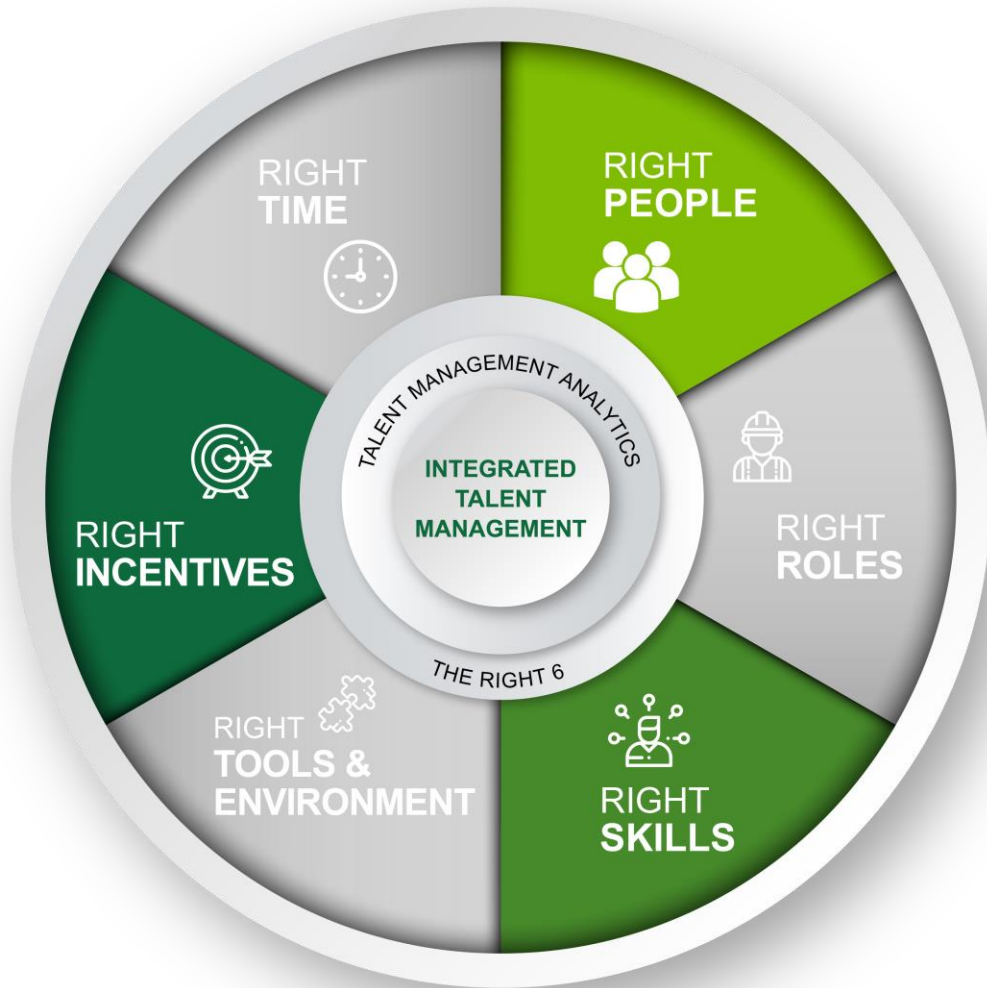 RIGHT
TIME
RIGHT
PEOPLE
RIGHT
ROLES
RIGHT
SKILLS
RIGHT
TOOLS &
ENVIRONMENT
RIGHT
INCENTIVES
TALENT MANAGEMENT ANALYTICS
INTEGRATED
TALENT
MANAGEMENT
THE RIGHT 6